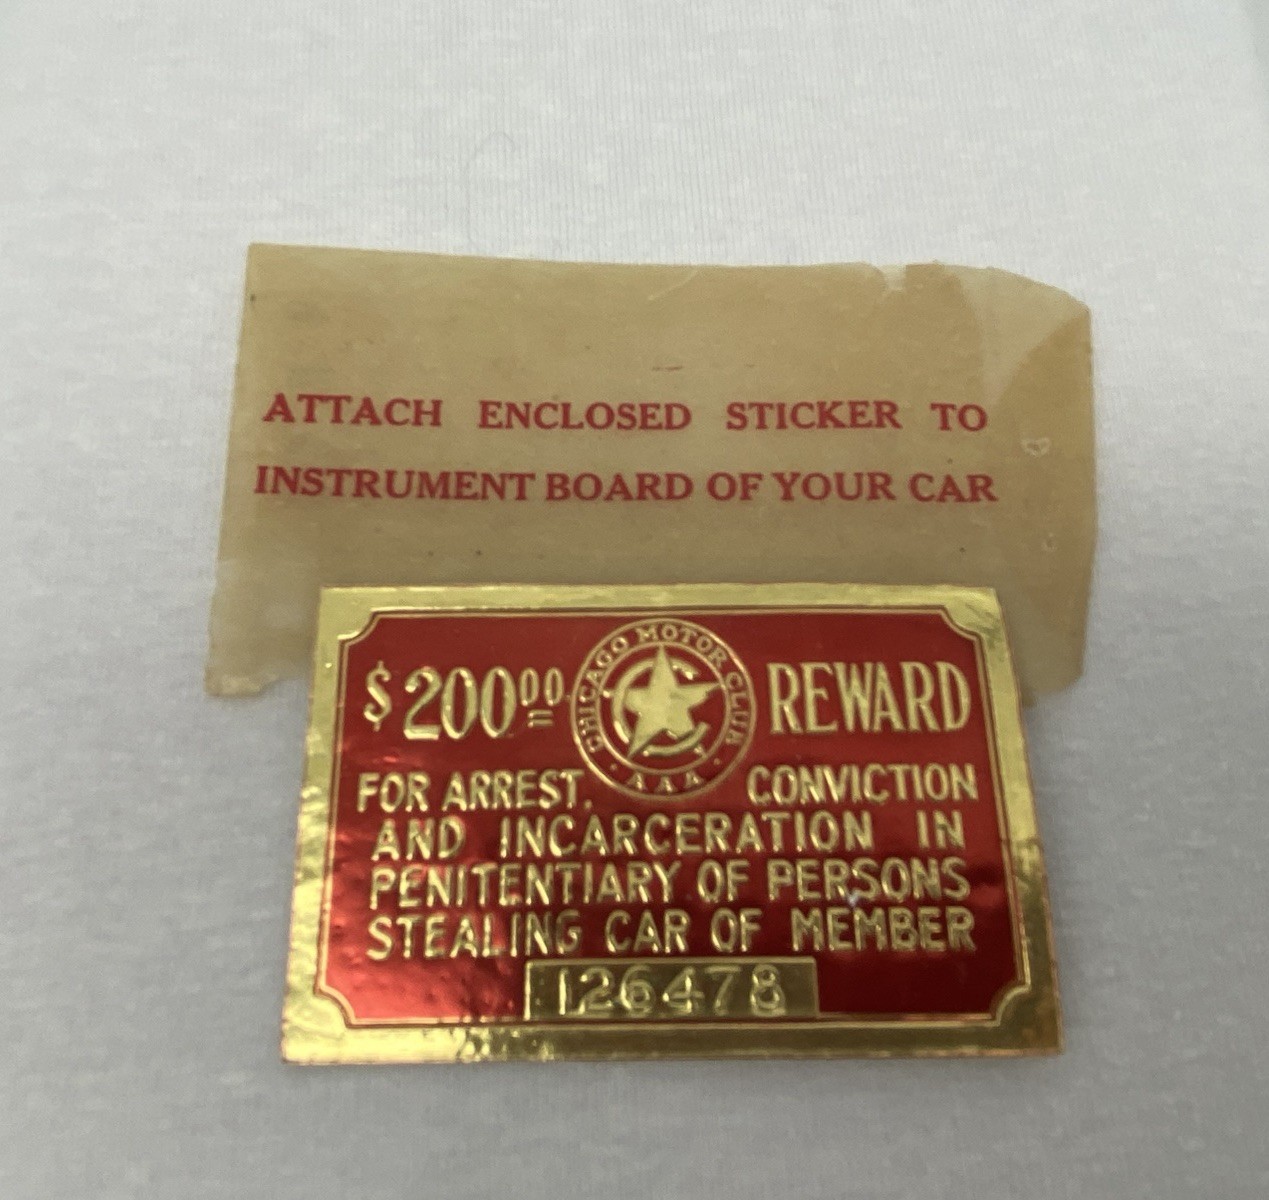 ATTACH ENCLOSED STICKER TO
INSTRUMENT BOARD OF YOUR CAR
$200.00 REWARD
CHICAGO MOTOR CLUB
· AAA ·
FOR ARREST, CONVICTION
AND INCARCERATION IN
PENITENTIARY OF PERSONS
STEALING CAR OF MEMBER
126478